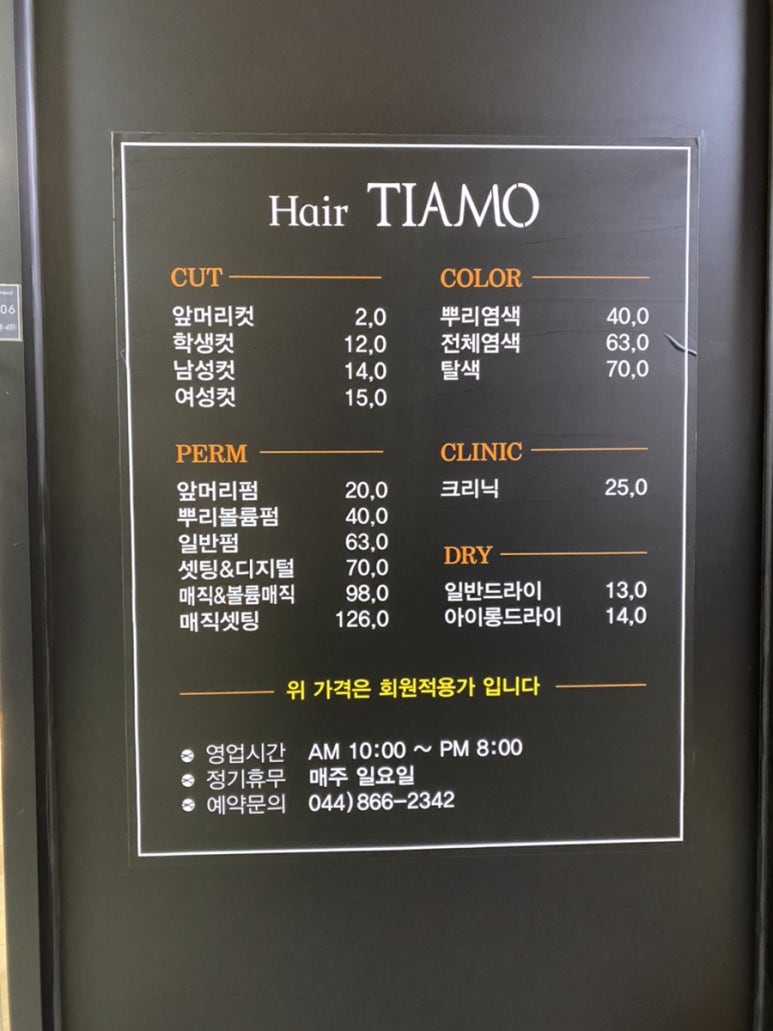 Hair TIAMO
CUT
앞머리컷 2,0
학생컷 12,0
남성컷 14,0
여성컷 15,0
COLOR
뿌리염색 40,0
전체염색 63,0
탈색 70,0
PERM
앞머리펌 20,0
뿌리볼륨펌 40,0
일반펌 63,0
셋팅&디지털 70,0
매직&볼륨매직 98,0
매직셋팅 126,0
CLINIC
크리닉 25,0
DRY
일반드라이 13,0
아이롱드라이 14,0
위 가격은 회원적용가 입니다
영업시간 AM 10:00 ~ PM 8:00
정기휴무 매주 일요일
예약문의 044)866-2342
06